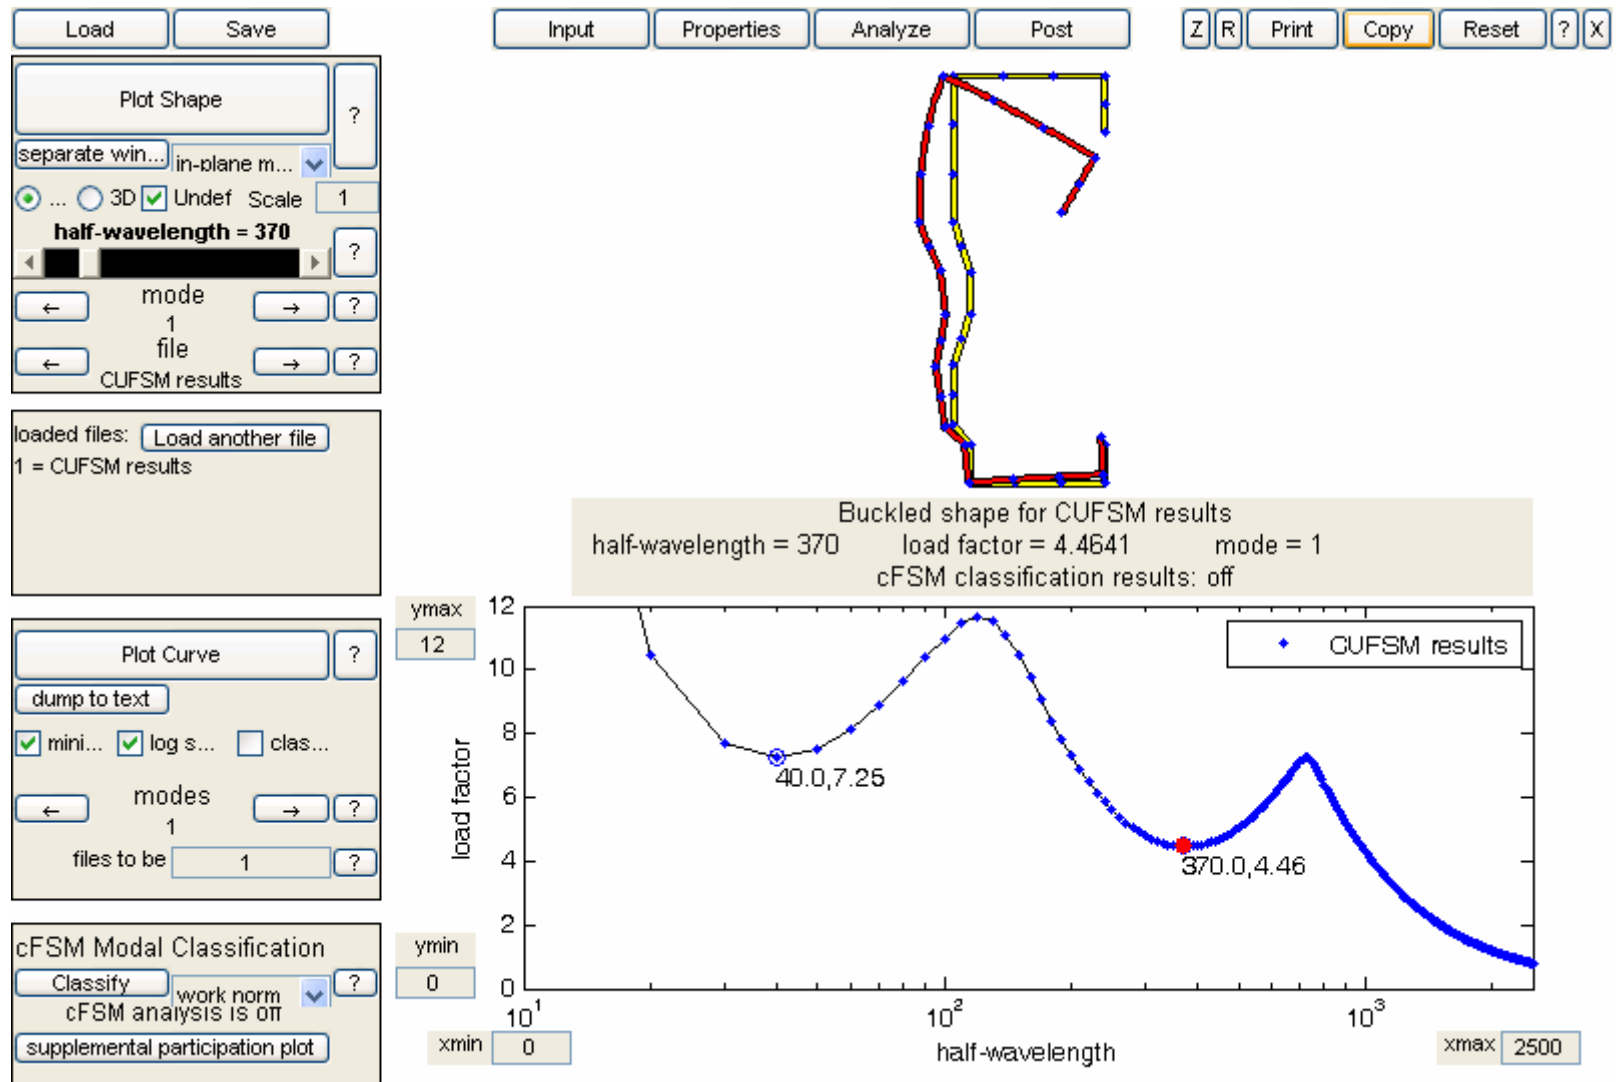 Load Save Input Properties Analyze Post Z R Print Copy Reset ? X
Plot Shape ?
separate win... in-plane m...
... 3D Undef Scale 1
half-wavelength = 370 ?
← mode → ?
1
← file → ?
CUFSM results
loaded files: Load another file
1 = CUFSM results
Buckled shape for CUFSM results
half-wavelength = 370 load factor = 4.4641 mode = 1
cFSM classification results: off
Plot Curve ?
dump to text
mini... log s... clas...
← modes → ?
1
files to be 1 ?
cFSM Modal Classification
Classify work norm ?
cFSM analysis is off
supplemental participation plot
ymax
12
ymin
0
xmin 0
xmax 2500
load factor
12
10
8
6
4
2
0
CUFSM results
40.0,7.25
370.0,4.46
10¹ 10² 10³
half-wavelength